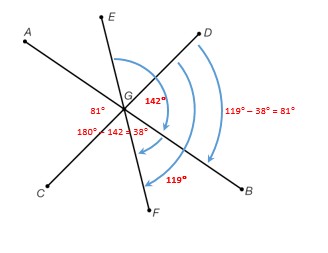 E
A
D
G
142°
81°
119° – 38° = 81°
180° - 142 = 38°
119°
C
B
F